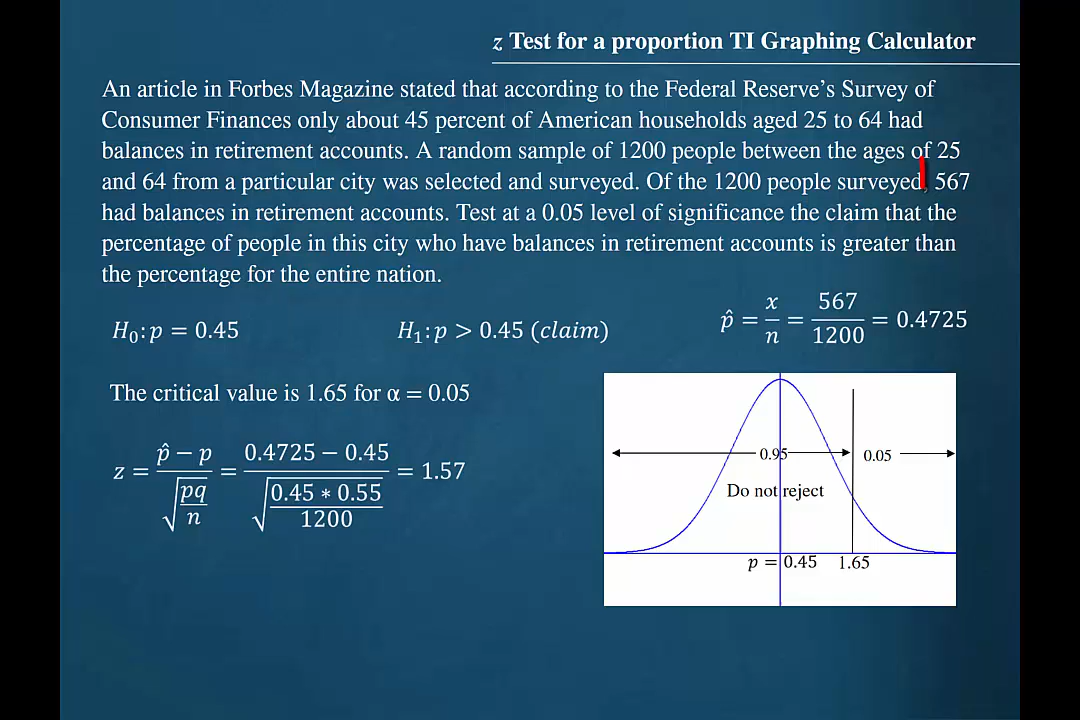 z Test for a proportion TI Graphing Calculator
An article in Forbes Magazine stated that according to the Federal Reserve's Survey of
Consumer Finances only about 45 percent of American households aged 25 to 64 had
balances in retirement accounts. A random sample of 1200 people between the ages of 25
and 64 from a particular city was selected and surveyed. Of the 1200 people surveyed, 567
had balances in retirement accounts. Test at a 0.05 level of significance the claim that the
percentage of people in this city who have balances in retirement accounts is greater than
the percentage for the entire nation.
H₀: p = 0.45 H₁: p > 0.45 (claim) p̂ = x/n = 567/1200 = 0.4725
The critical value is 1.65 for α = 0.05
z = (p̂ − p)/√(pq/n) = (0.4725 − 0.45)/√((0.45 * 0.55)/1200) = 1.57
0.95 0.05
Do not reject
p = 0.45 1.65